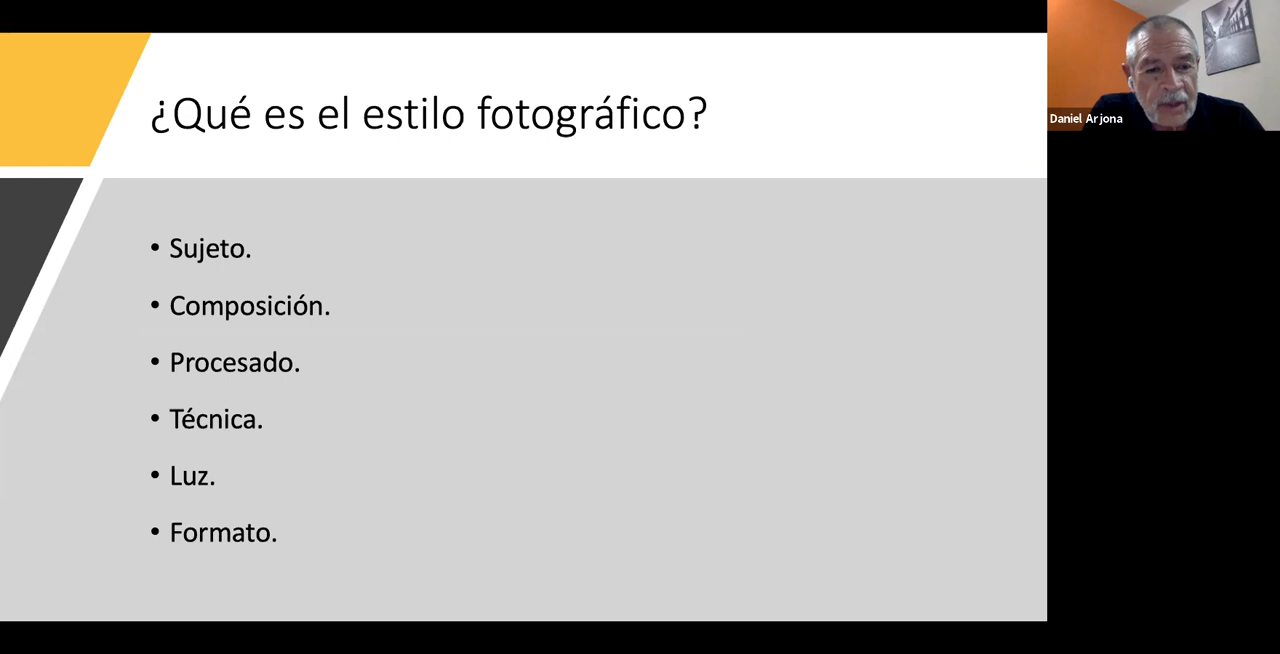 ¿Qué es el estilo fotográfico?
• Sujeto.
• Composición.
• Procesado.
• Técnica.
• Luz.
• Formato.
Daniel Arjona